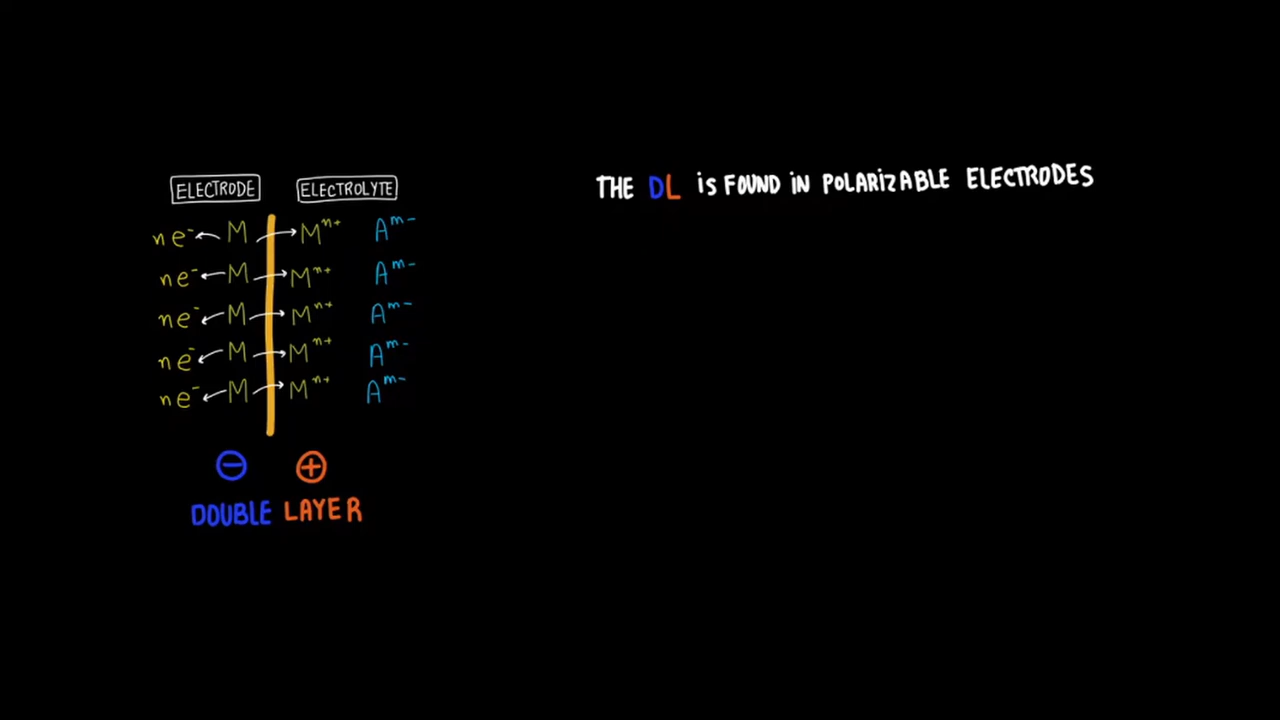 ELECTRODE ELECTROLYTE
THE DL is FOUND iN POLARizABLE ELECTRODES
ne⁻ M Mⁿ⁺ Aᵐ⁻
ne⁻ M Mⁿ⁺ Aᵐ⁻
ne⁻ M Mⁿ⁺ Aᵐ⁻
ne⁻ M Mⁿ⁺ Aᵐ⁻
ne⁻ M Mⁿ⁺ Aᵐ⁻
⊖ ⊕
DOUBLE LAYER